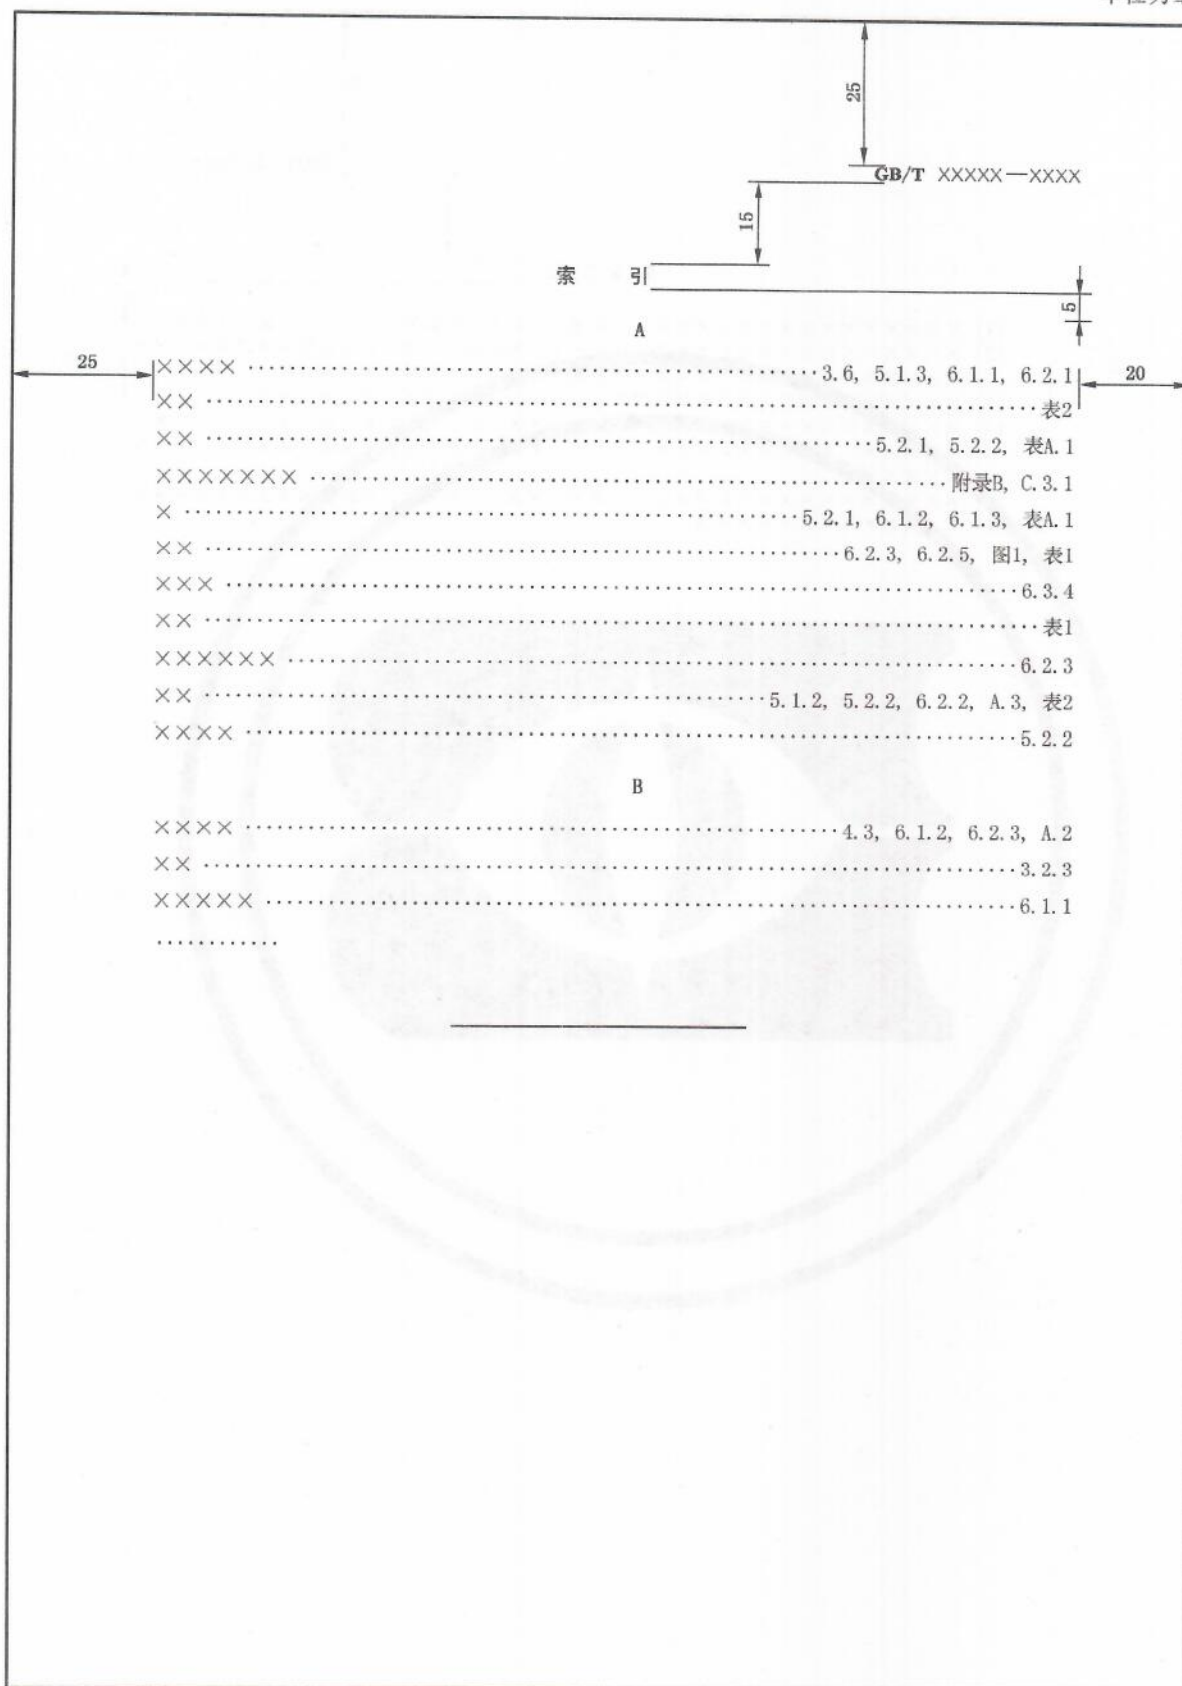 25
GB/T ×××××—××××
15
索 引
5
A
25
20
×××× ·························································· 3.6, 5.1.3, 6.1.1, 6.2.1
×× ·························································· 表2
×× ·························································· 5.2.1, 5.2.2, 表A.1
××××××× ·························································· 附录B, C.3.1
× ·························································· 5.2.1, 6.1.2, 6.1.3, 表A.1
×× ·························································· 6.2.3, 6.2.5, 图1, 表1
××× ·························································· 6.3.4
×× ·························································· 表1
×××××× ·························································· 6.2.3
×× ·························································· 5.1.2, 5.2.2, 6.2.2, A.3, 表2
×××× ·························································· 5.2.2
B
×××× ·························································· 4.3, 6.1.2, 6.2.3, A.2
×× ·························································· 3.2.3
××××× ·························································· 6.1.1
············